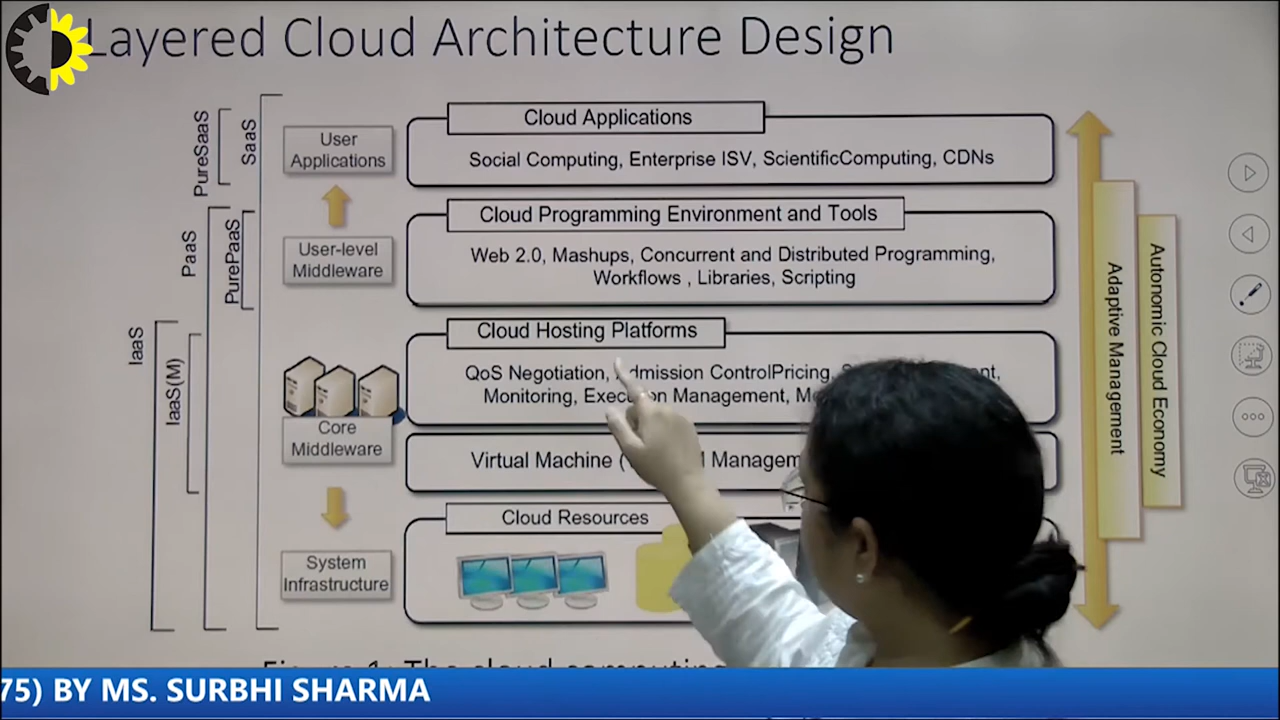 Layered Cloud Architecture Design
PureSaaS
SaaS
User
Applications
Cloud Applications
Social Computing, Enterprise ISV, ScientificComputing, CDNs
PaaS
PurePaaS
User-level
Middleware
Cloud Programming Environment and Tools
Web 2.0, Mashups, Concurrent and Distributed Programming,
Workflows , Libraries, Scripting
IaaS
IaaS(M)
Core
Middleware
Cloud Hosting Platforms
QoS Negotiation, Admission ControlPricing,
Monitoring, Execution Management,
Virtual Machine
System
Infrastructure
Cloud Resources
Adaptive Management
Autonomic Cloud Economy
75) BY MS. SURBHI SHARMA